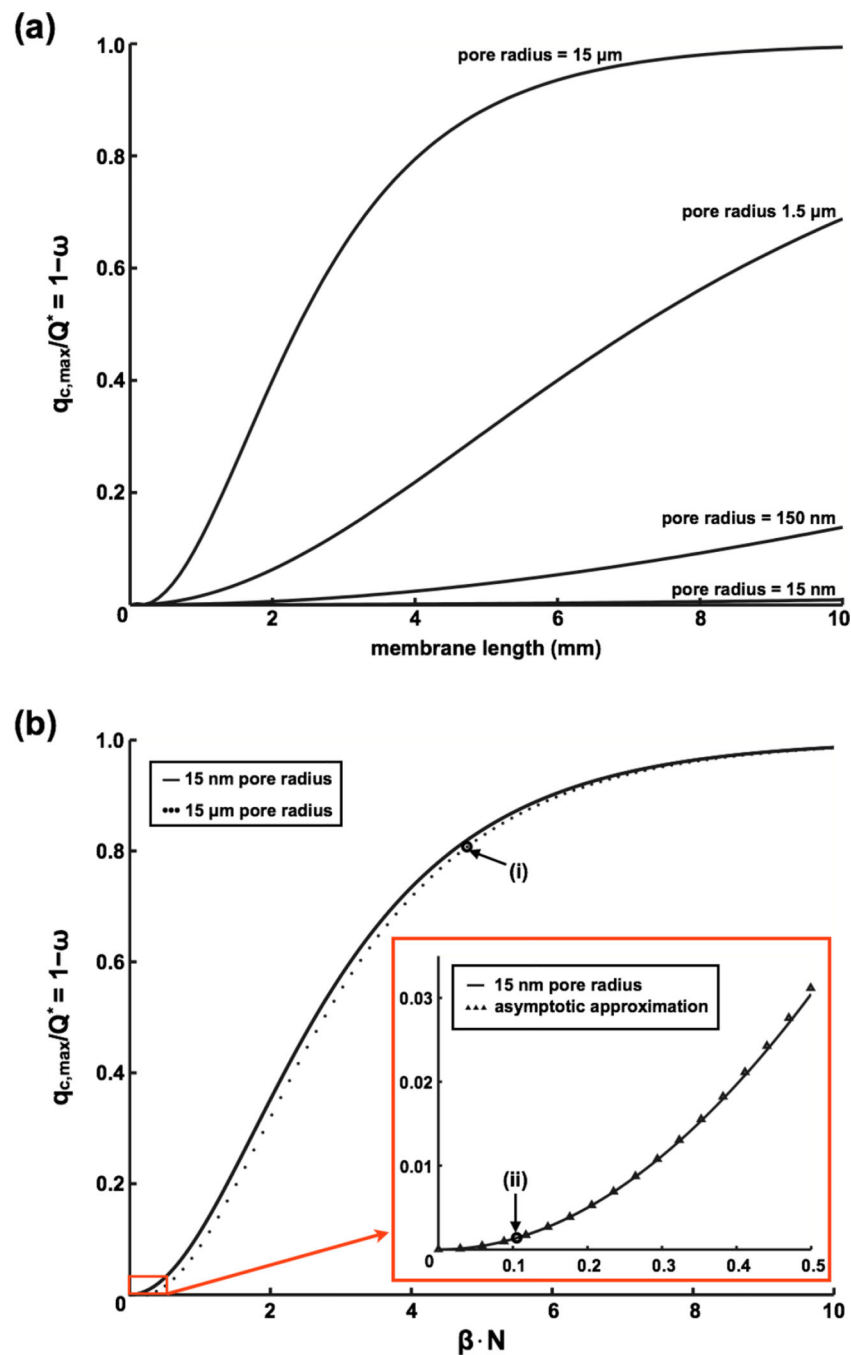 (a)
1.0
0.8
0.6
0.4
0.2
0
2
4
6
8
10
q_c,max/Q* = 1−ω
membrane length (mm)
pore radius = 15 µm
pore radius 1.5 µm
pore radius = 150 nm
pore radius = 15 nm
(b)
1.0
0.8
0.6
0.4
0.2
0
2
4
6
8
10
q_c,max/Q* = 1−ω
β·N
15 nm pore radius
15 µm pore radius
(i)
15 nm pore radius
asymptotic approximation
0.03
0.02
0.01
(ii)
0
0.1
0.2
0.3
0.4
0.5